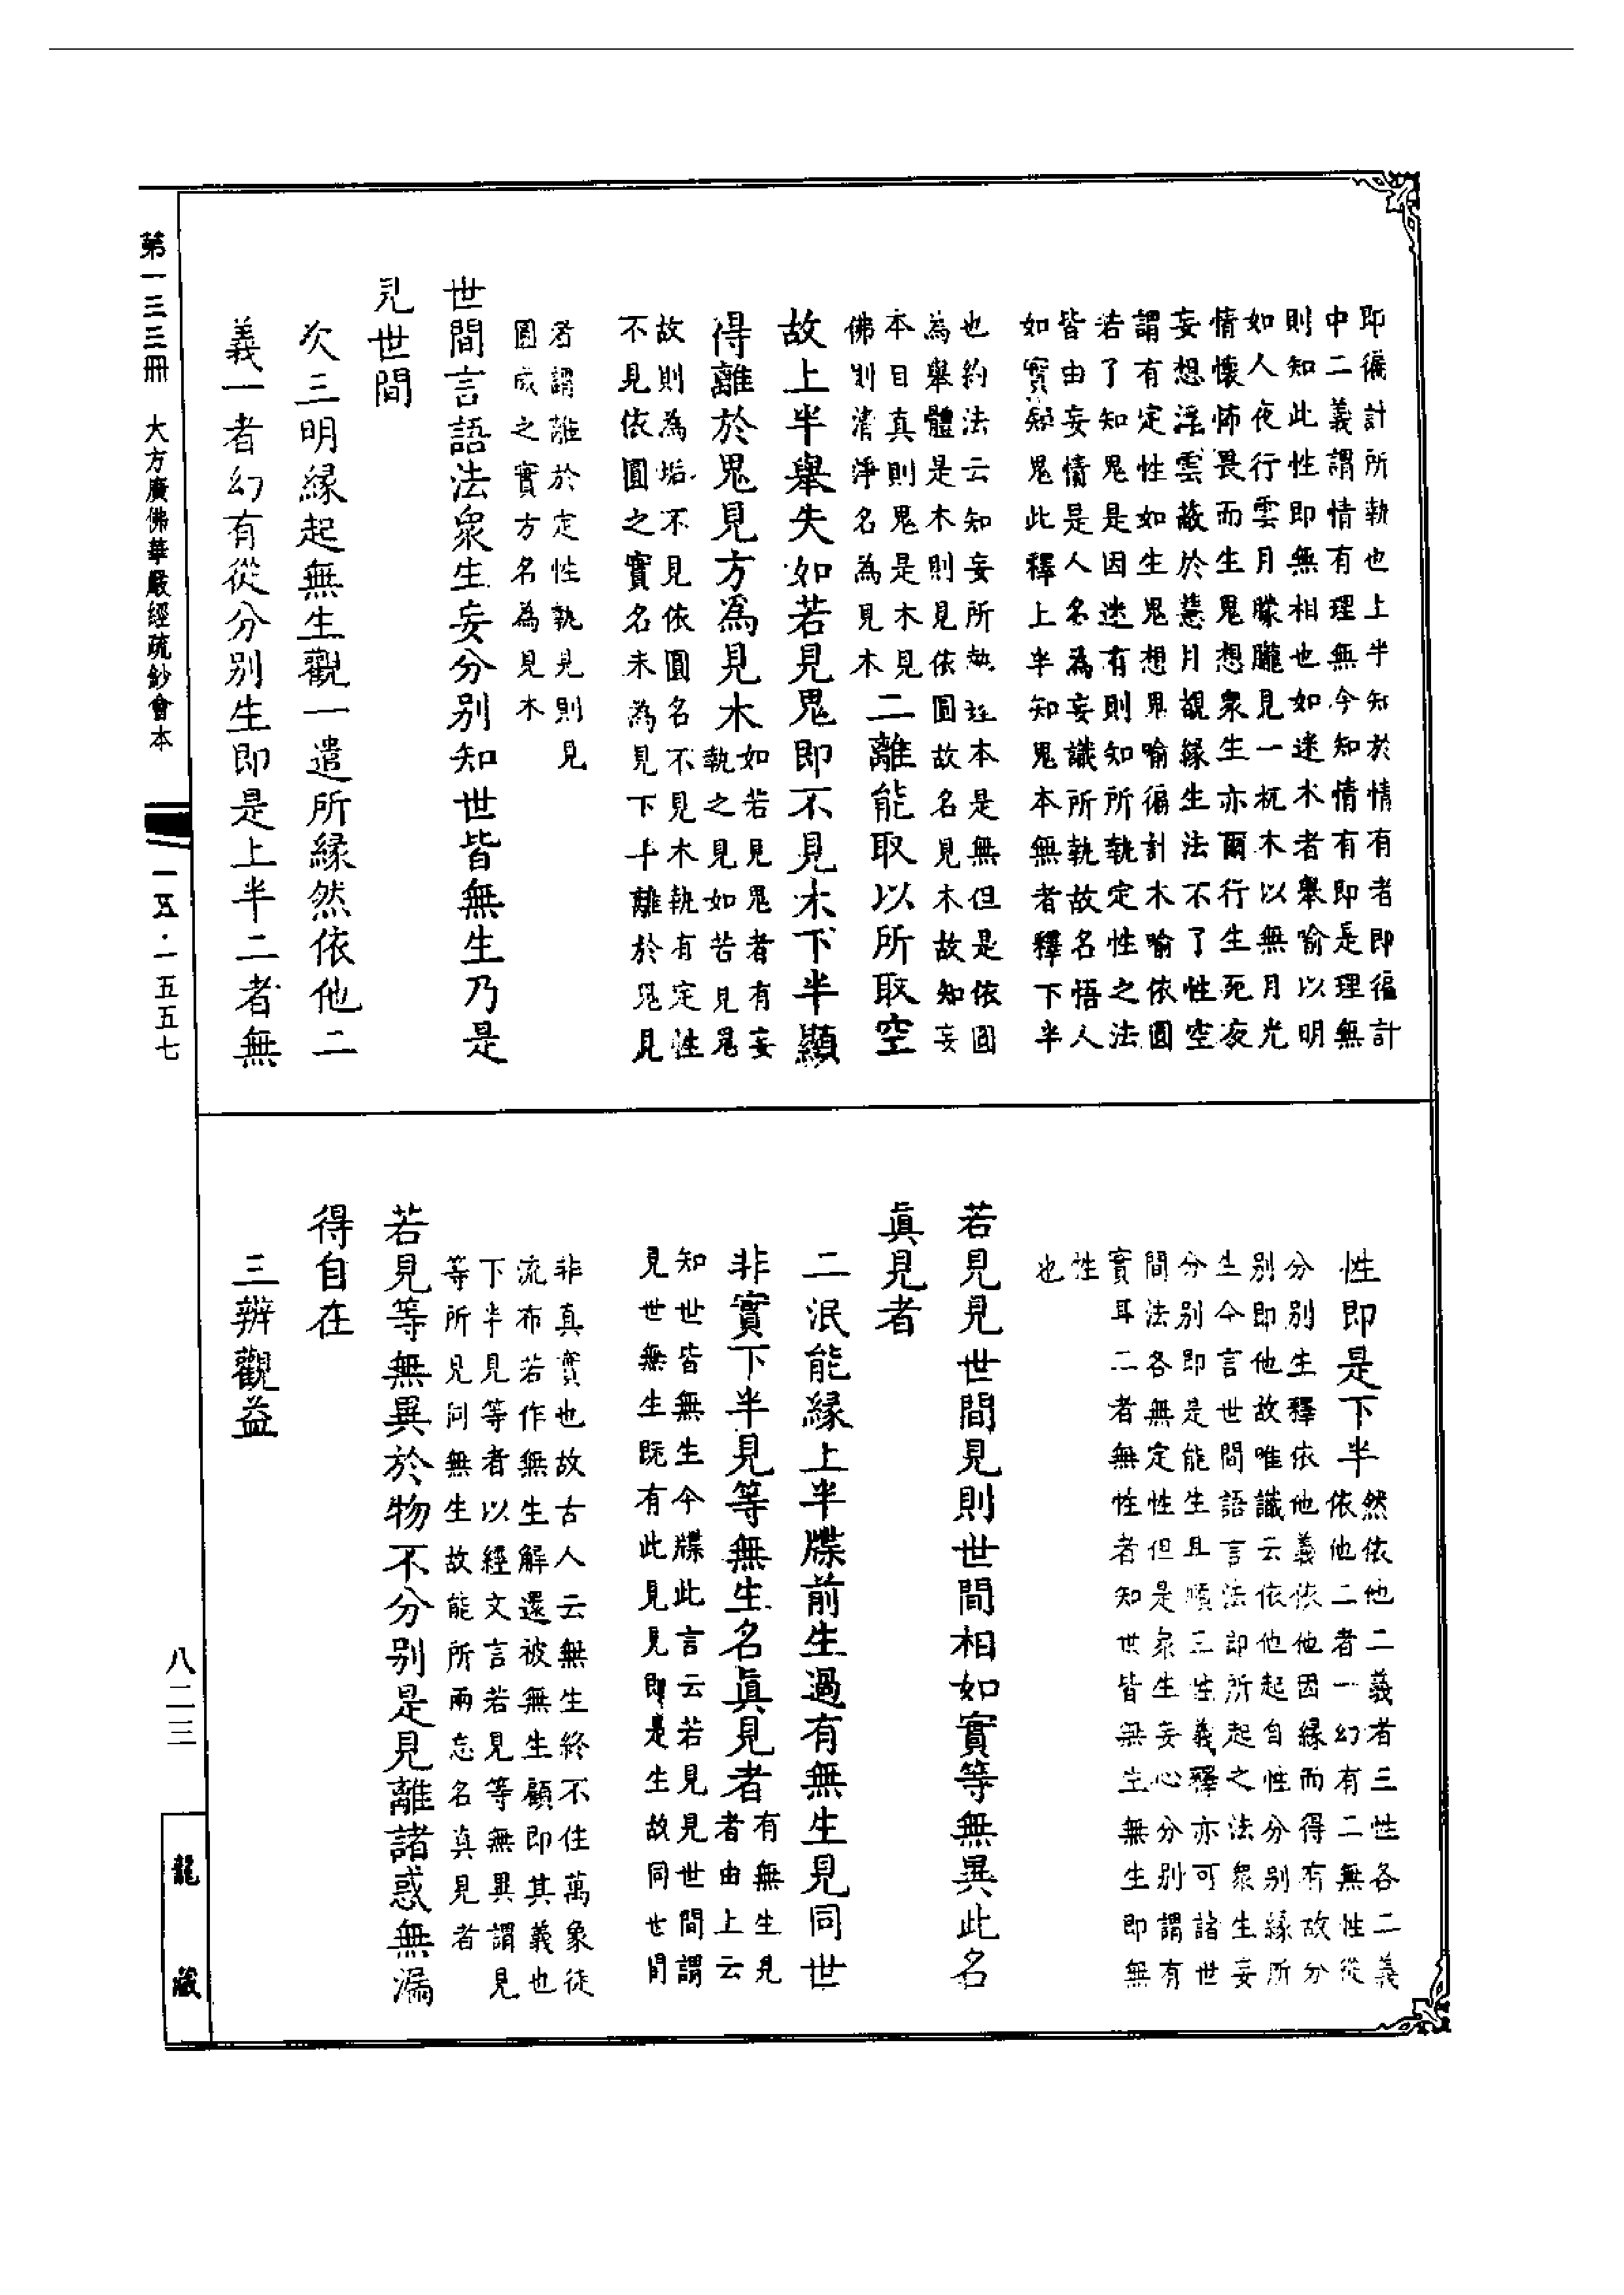 即徧計所執也上半知於情有者即徧計
中二義謂情有理無今知情有即是理無
則知此性即無相也如迷木者舉喻以明
如人夜行雲月朦朧見一杌木以無月光
情懷怖畏而生鬼想衆生亦爾行生死夜
妄想浮雲蔽於慧月覩緣生法不了性空
謂有定性如生鬼想鬼喻徧計木喻依圓
若了知鬼是因迷有則知所執定性之法
皆由妄情是人名為妄識所執故名悟人
如實知鬼此釋上半知鬼本無者釋下半
也約法云知妄所執性本是無但是依圓
為舉體是木則見依圓故名見木故知妄
本目真則鬼是木見
佛則清淨名為見木
二離能取以所取空
故上半舉失如若見鬼即不見木下半顯
得離於鬼見方為見木
如若見鬼者有妄
執之見如若見鬼
故則為垢不見依圓名不見木執有定性
不見依圓之實名未為見下半離於鬼見
者謂離於定性執見則見
圓成之實方名為見木
世間言語法衆生妄分別知世皆無生乃是
見世間
次三明緣起無生觀一遣所緣然依他二
義一者幻有從分別生即是上半二者無
第一三三冊　大方廣佛華嚴經疏鈔會本
一五·一五五七
性即是下半
然依他二義者三性各二義
依他二者一幻有二無性從
分別生釋依他義依他因緣而得有故分
別即他故唯識云依他起自性分別緣所
生今言世間語言法即所起之法衆生妄
分別即是能生且順三性義釋亦可諸世
間法各無定性但是衆生妄心分別謂有
實耳二者無性者知世皆無生無生即無
性
也
若見見世間見則世間相如實等無異此名
真見者
二泯能緣上半牒前生過有無生見同世
非實下半見等無生名真見者
有無生見
者由上云
知世皆無生今牒此言云若見見世間謂
見世無生既有此見見即是生故同世間
非真實也故古人云無生終不住萬象徒
流布若作無生解還被無生顧即其義也
下半見等者以經文言若見等無異謂見
等所見同無生故能所兩忘名真見者
若見等無異於物不分別是見離諸惑無漏
得自在
三辨觀益
八二三
龍藏